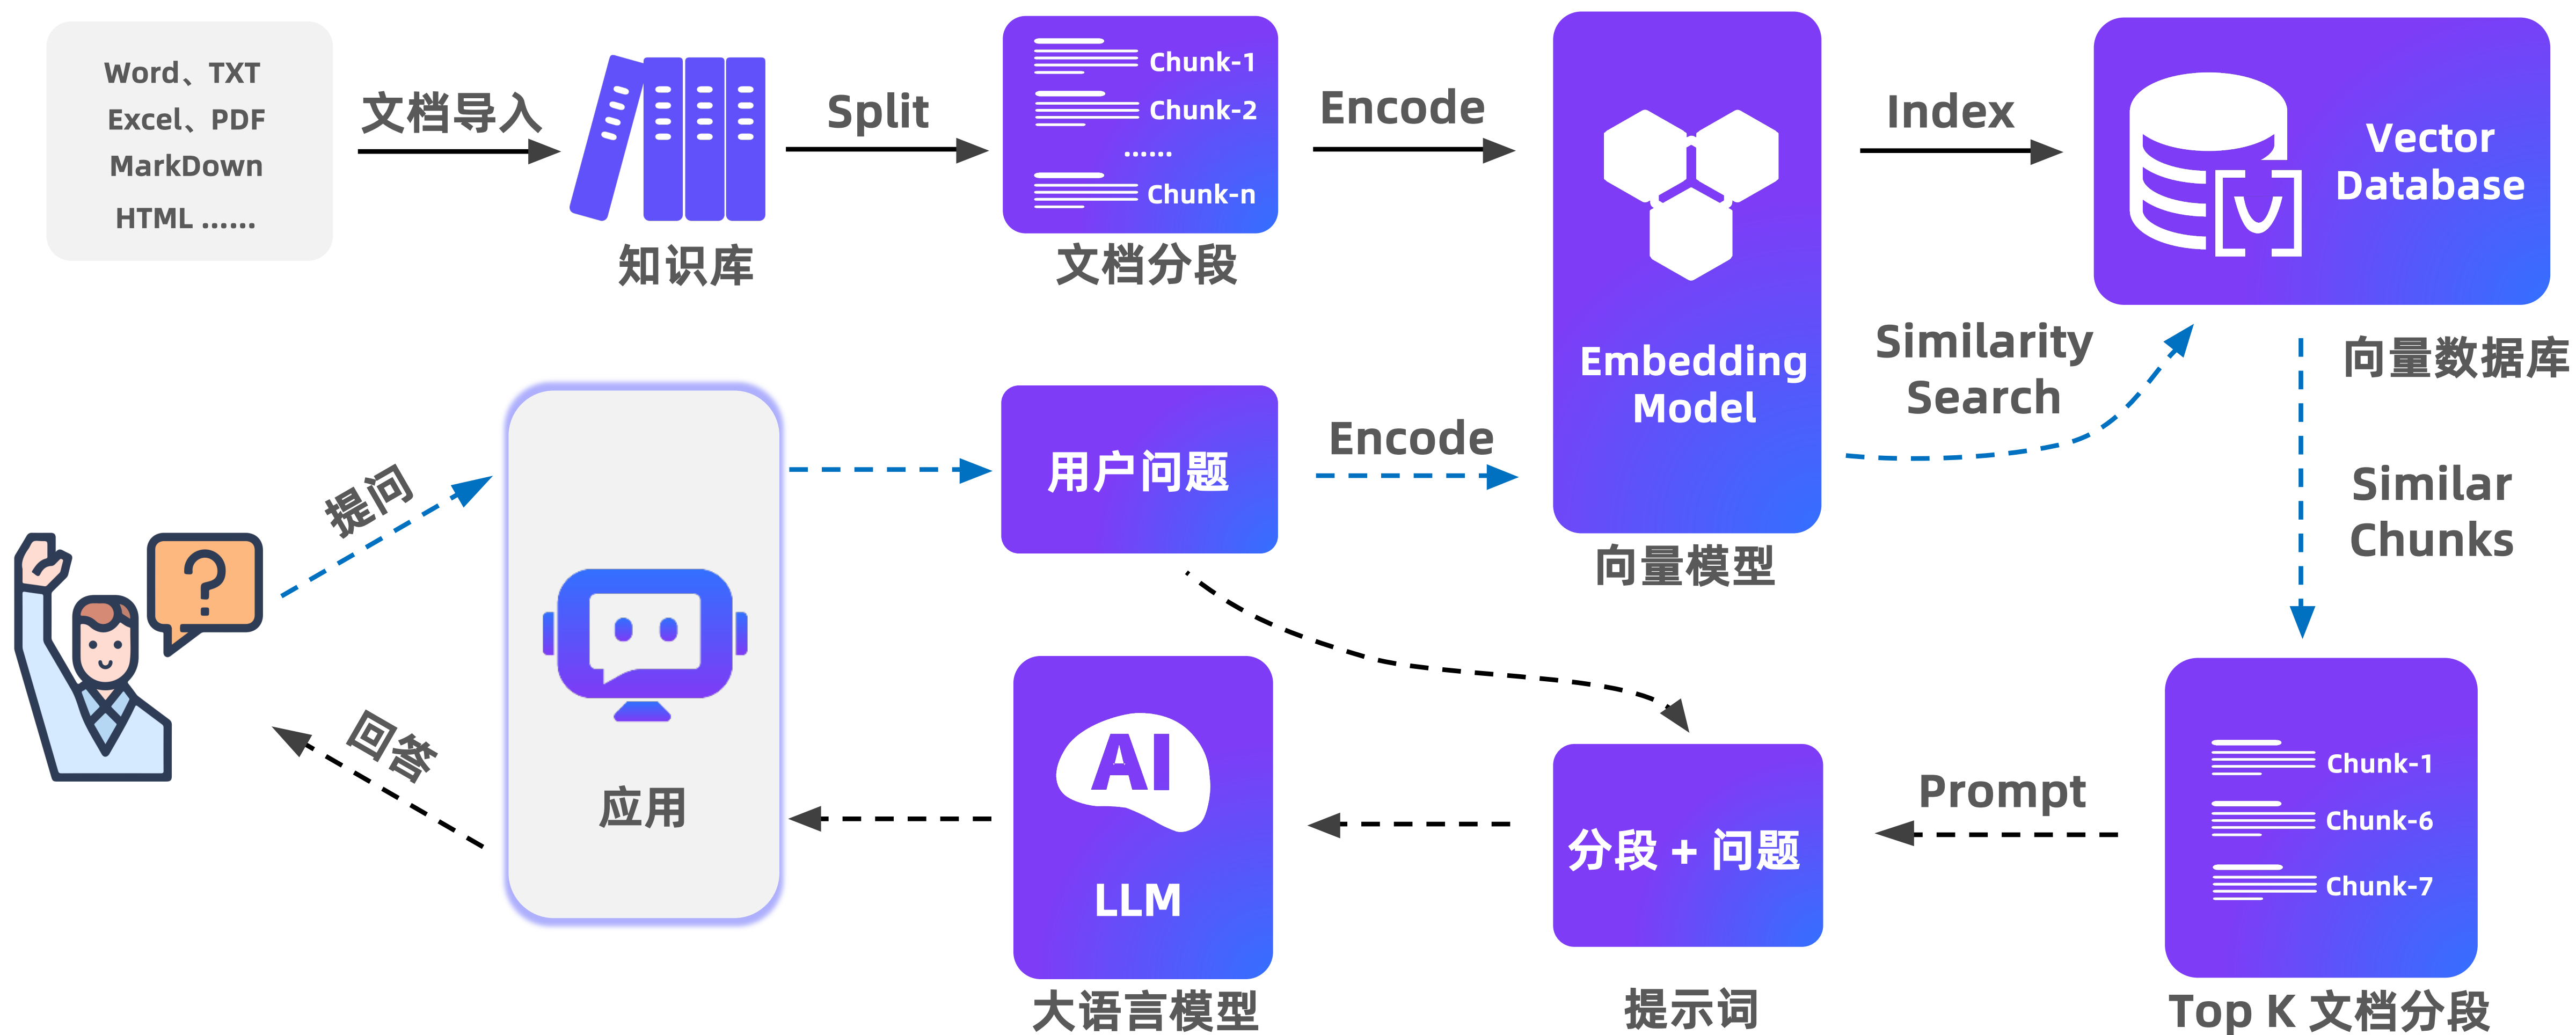 Word、TXT
Excel、PDF
MarkDown
HTML ......
文档导入
知识库
Split
Chunk-1
Chunk-2
......
Chunk-n
文档分段
Encode
Embedding
Model
向量模型
Index
Vector
Database
向量数据库
提问
回答
应用
用户问题
Encode
Similarity
Search
Similar
Chunks
Chunk-1
Chunk-6
Chunk-7
Top K 文档分段
Prompt
分段 + 问题
提示词
AI
LLM
大语言模型